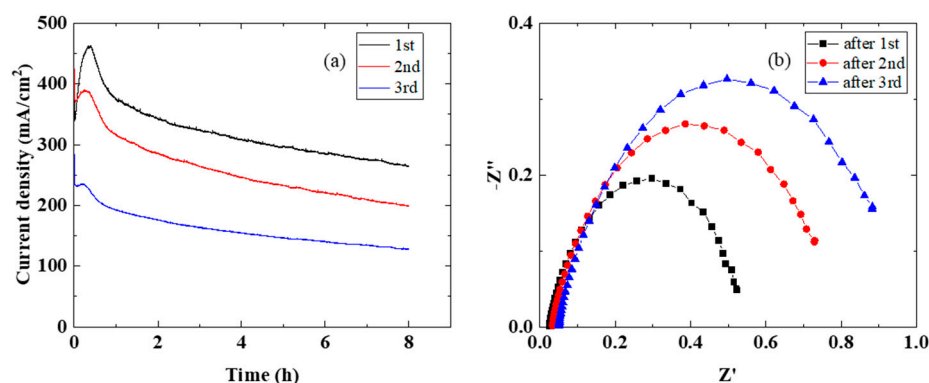 (a)
1st
2nd
3rd
Current density (mA/cm²)
500
400
300
200
100
0
0 2 4 6 8
Time (h)
(b)
after 1st
after 2nd
after 3rd
-Z''
0.4
0.2
0.0
0.0 0.2 0.4 0.6 0.8 1.0
Z'